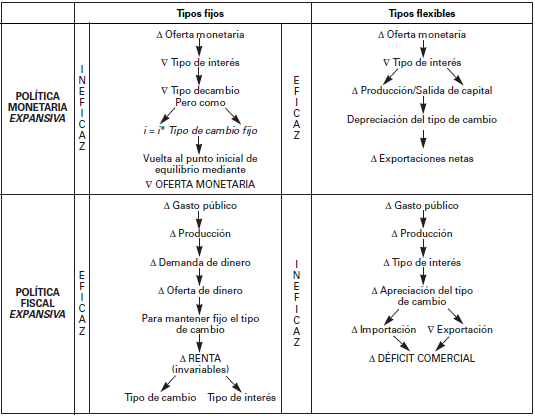 Tipos fijos
Tipos flexibles
POLÍTICA
MONETARIA
EXPANSIVA
INEFICAZ
Δ Oferta monetaria
∇ Tipo de interés
∇ Tipo decambio
Pero como
i = i* Tipo de cambio fijo
Vuelta al punto inicial de
equilibrio mediante
∇ OFERTA MONETARIA
EFICAZ
Δ Oferta monetaria
∇ Tipo de interés
Δ Producción/Salida de capital
Depreciación del tipo de cambio
Δ Exportaciones netas
POLÍTICA
FISCAL
EXPANSIVA
EFICAZ
Δ Gasto público
Δ Producción
Δ Demanda de dinero
Δ Oferta de dinero
Para mantener fijo el tipo
de cambio
Δ RENTA
(invariables)
Tipo de cambio Tipo de interés
INEFICAZ
Δ Gasto público
Δ Producción
Δ Tipo de interés
Δ Apreciación del tipo
de cambio
Δ Importación ∇ Exportación
Δ DÉFICIT COMERCIAL